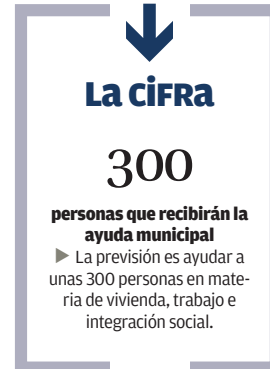 La CiFRa
300
personas que recibirán la
ayuda municipal
▶ La previsión es ayudar a
unas 300 personas en mate-
ria de vivienda, trabajo e
integración social.